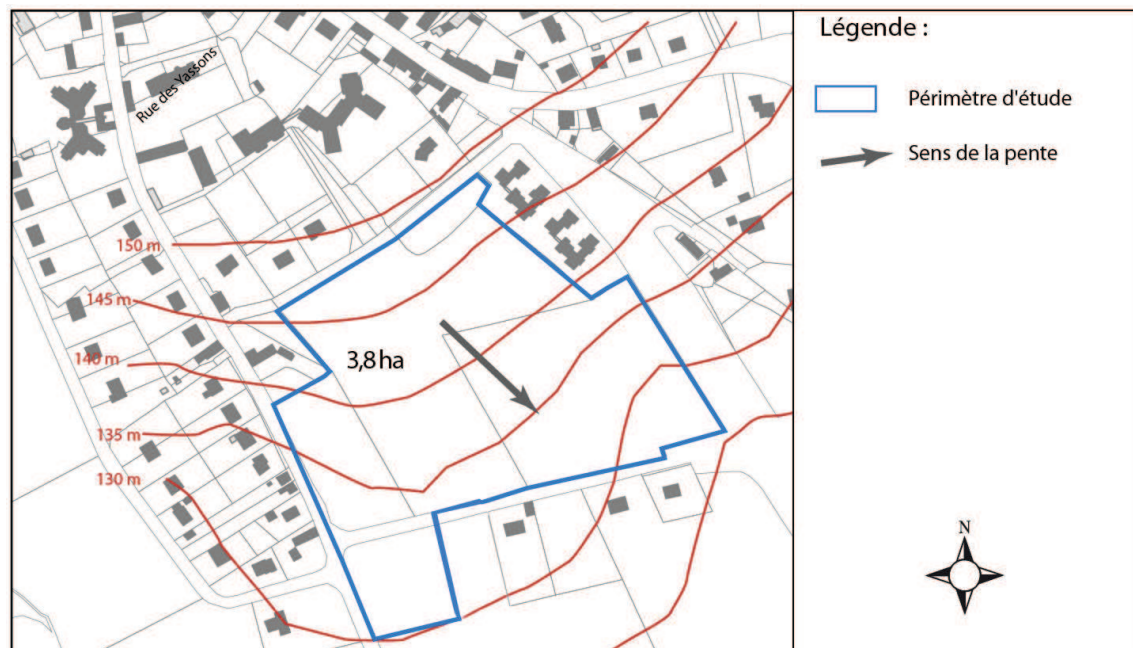 Légende :
Périmètre d'étude
Sens de la pente
Rue des Yassons
150 m
145 m
140 m
135 m
130 m
3,8 ha
N